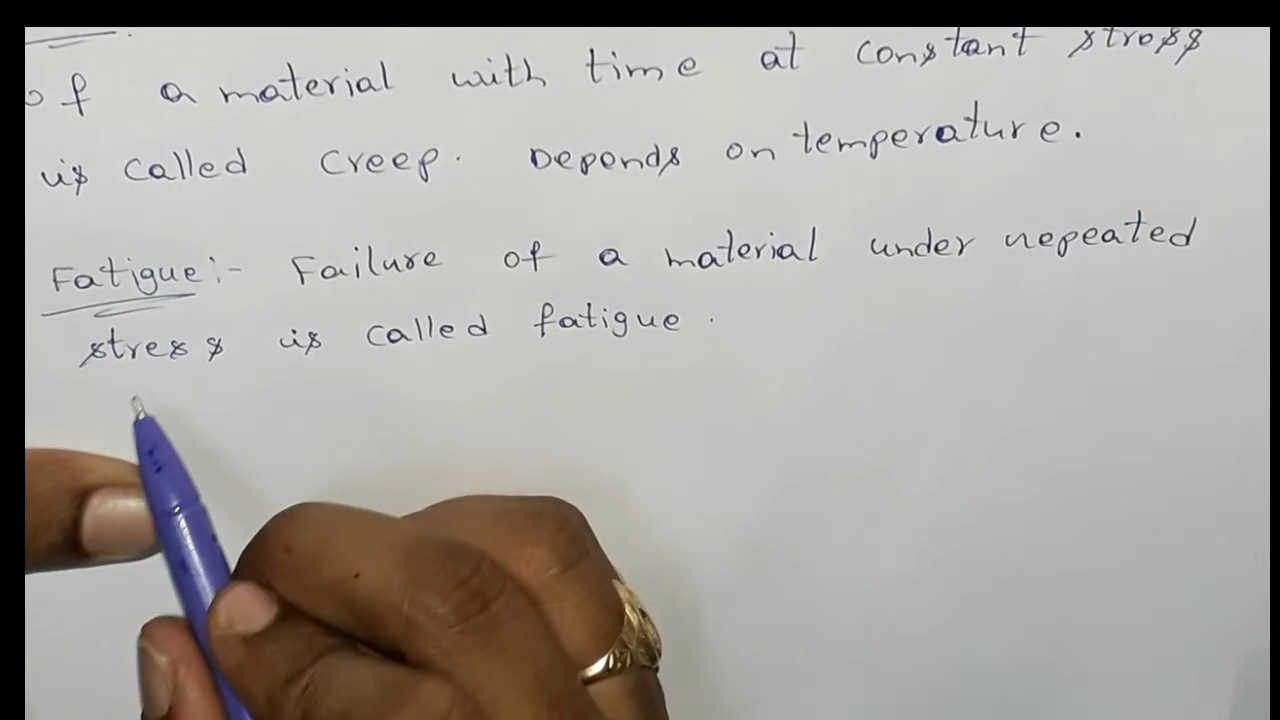 of a material with time at constant stress
is called creep. Depends on temperature.
Fatigue:- Failure of a material under repeated
stress is called fatigue.